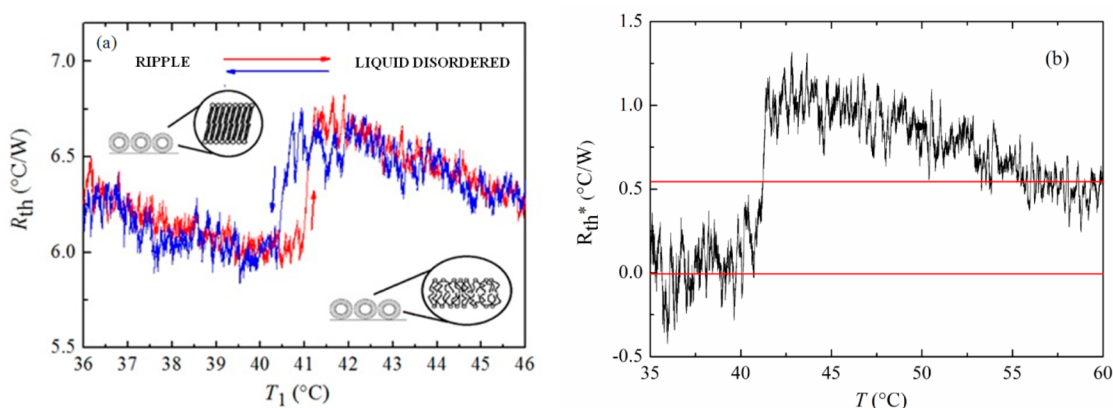 (a)
RIPPLE
LIQUID DISORDERED
7.0
6.5
6.0
5.5
Rth (°C/W)
36 37 38 39 40 41 42 43 44 45 46
T1 (°C)
(b)
1.5
1.0
0.5
0.0
-0.5
Rth* (°C/W)
35 40 45 50 55 60
T (°C)